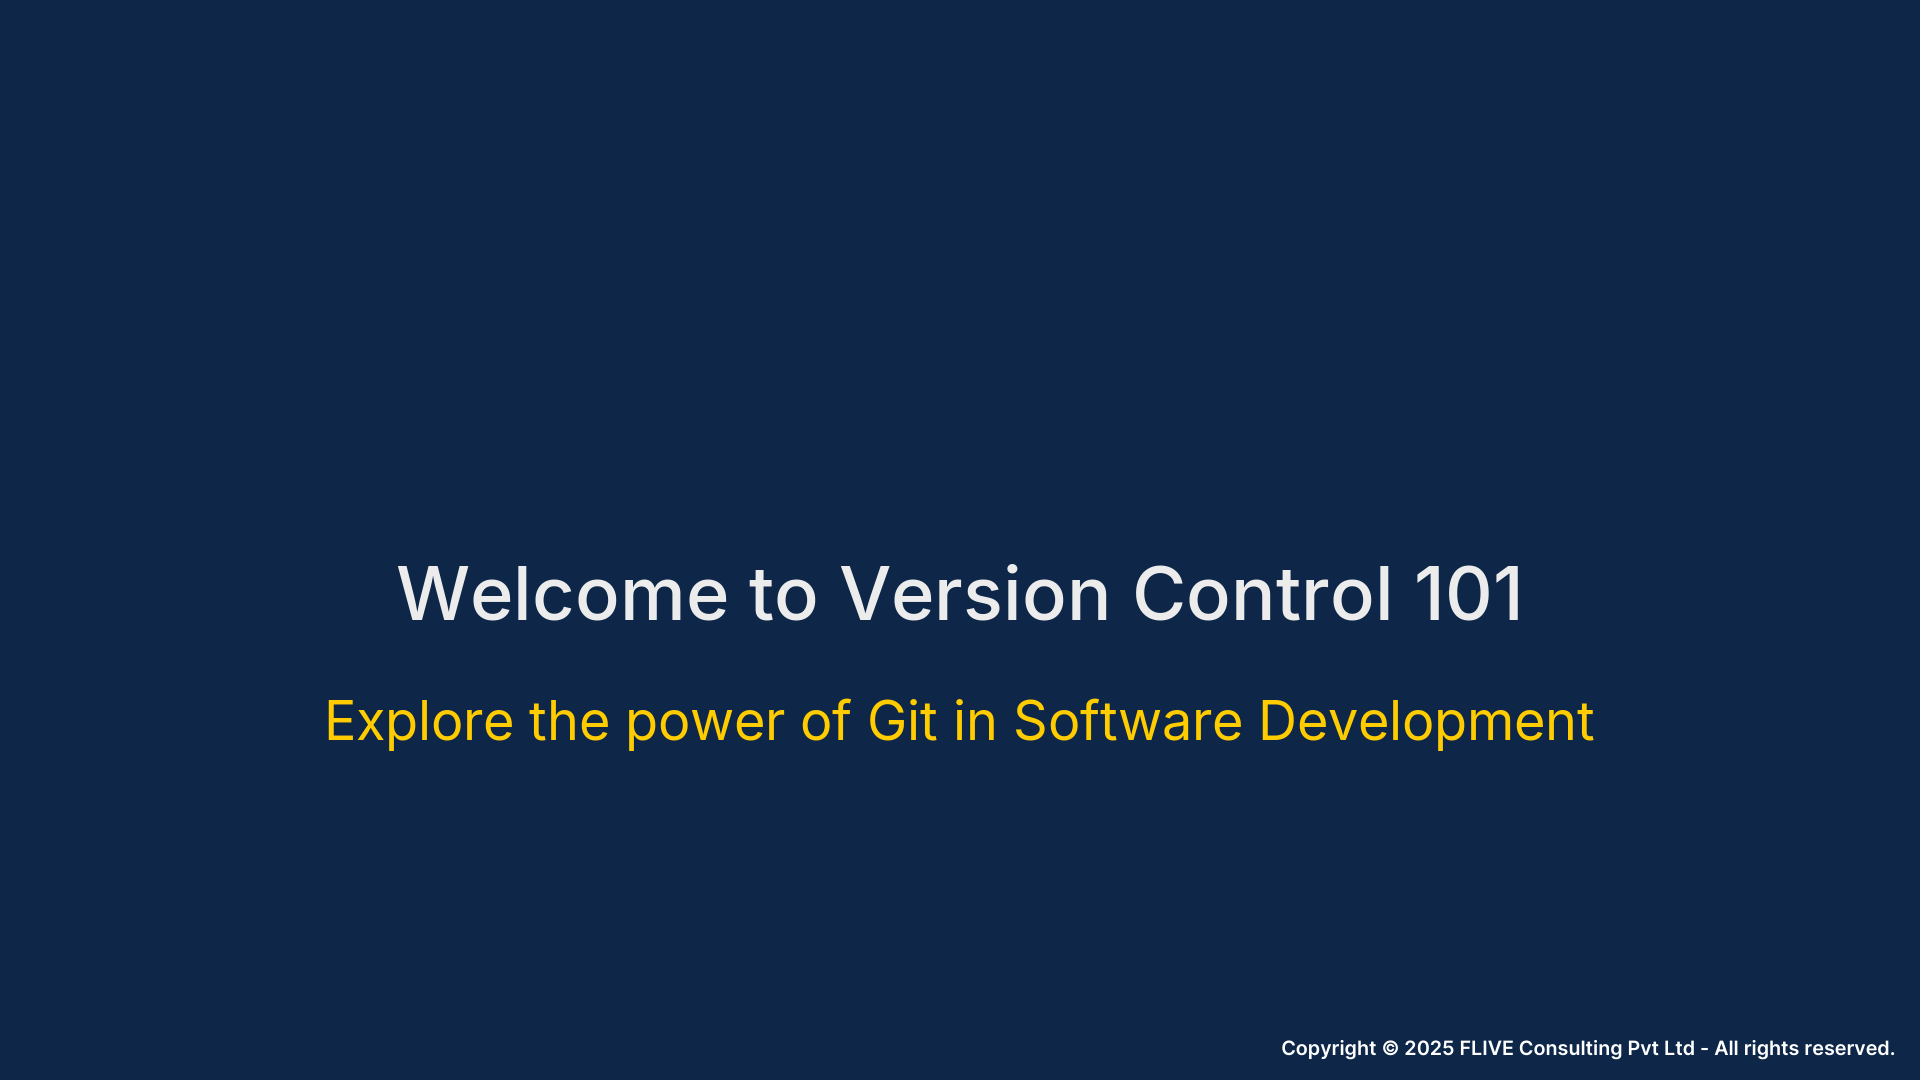 Welcome to Version Control 101
Explore the power of Git in Software Development
Copyright © 2025 FLIVE Consulting Pvt Ltd - All rights reserved.